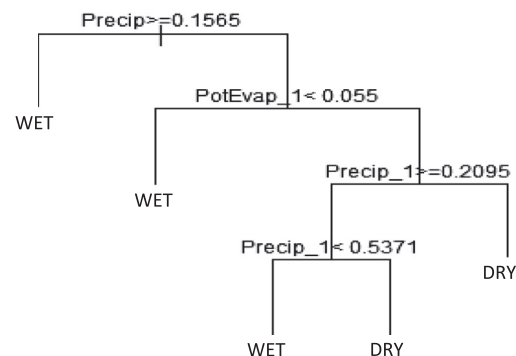 Precip>=0.1565
WET
PotEvap_1< 0.055
WET
Precip_1>=0.2095
Precip_1< 0.5371
DRY
WET
DRY